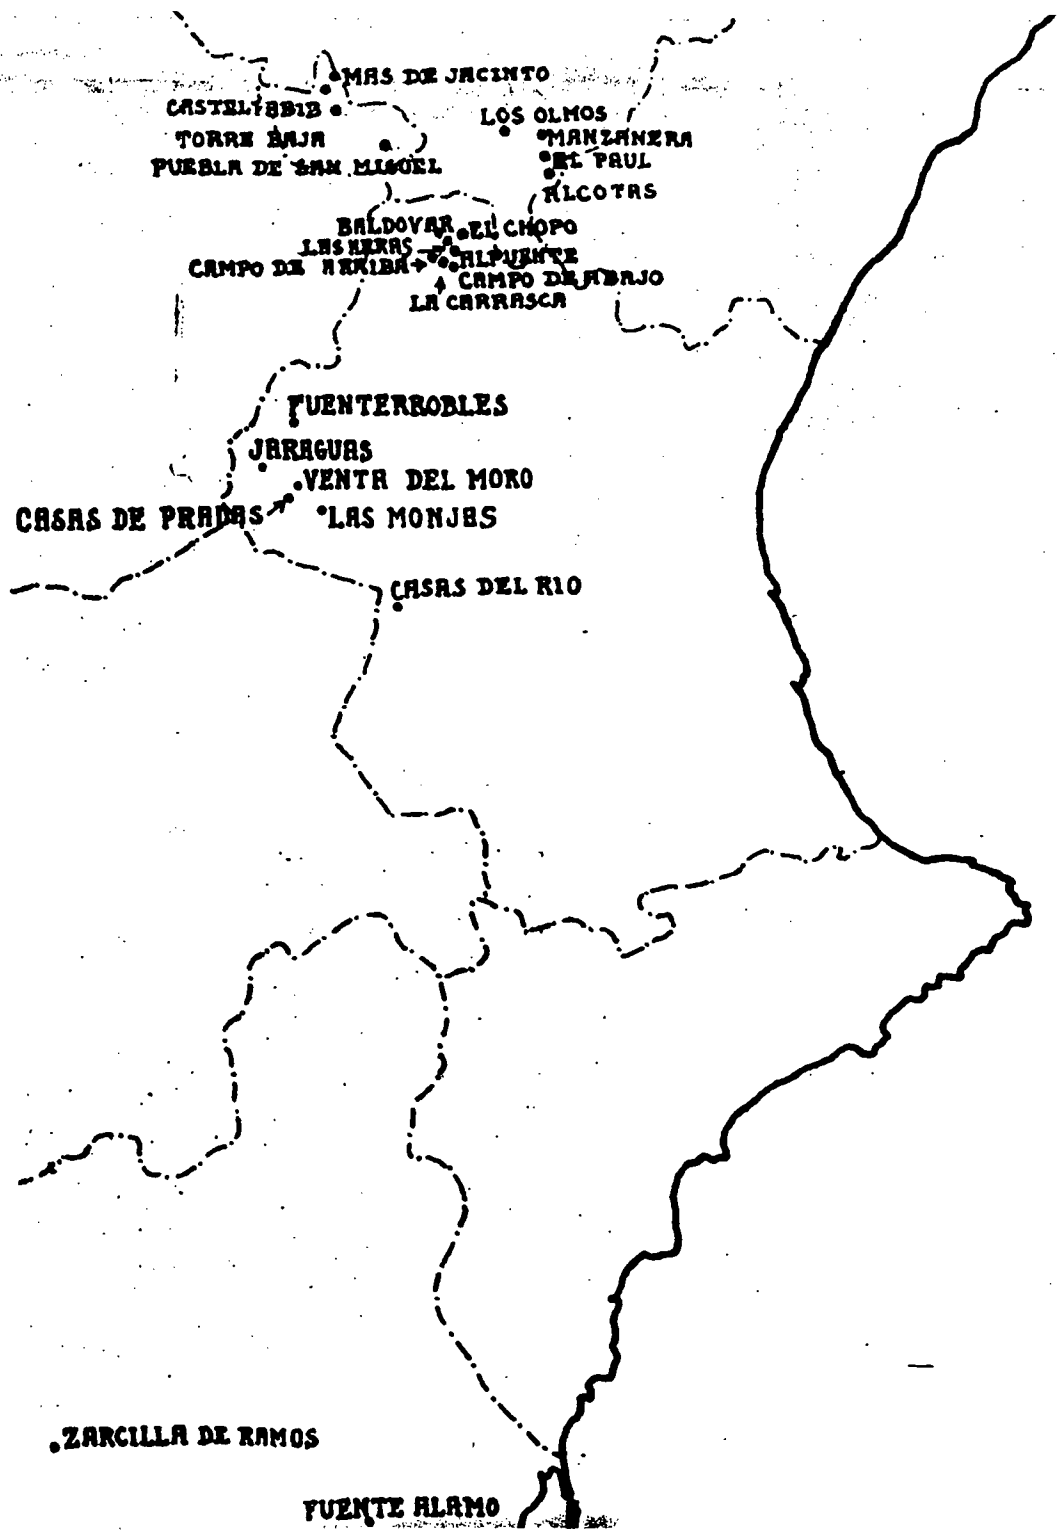 MAS DE JACINTO
CASTELFABIB
LOS OLMOS
TORRE BAJA
MANZANERA
PUEBLA DE SAN MIGUEL
EL PAUL
ALCOTAS
BALDOVAR
EL CHOPO
LAS HERAS
ALPUENTE
CAMPO DE ARRIBA
CAMPO DE ABAJO
LA CARRASCA
FUENTERROBLES
JARAGUAS
VENTA DEL MORO
CASAS DE PRADAS
LAS MONJAS
CASAS DEL RIO
ZARCILLA DE RAMOS
FUENTE ALAMO